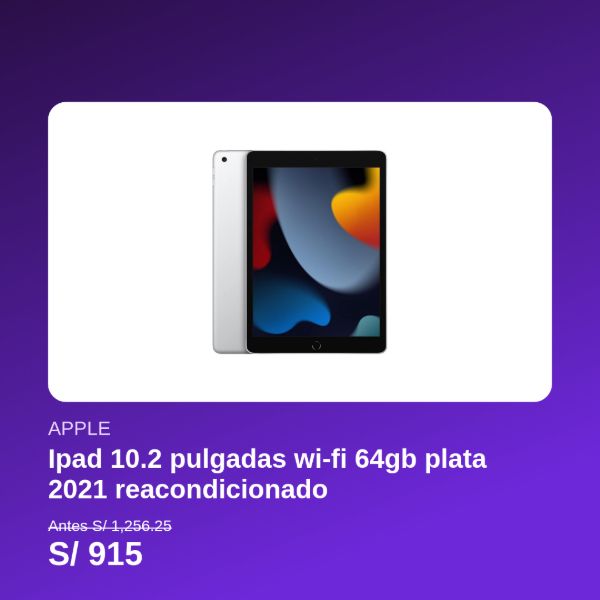 APPLE
Ipad 10.2 pulgadas wi-fi 64gb plata
2021 reacondicionado
Antes S/ 1,256.25
S/ 915